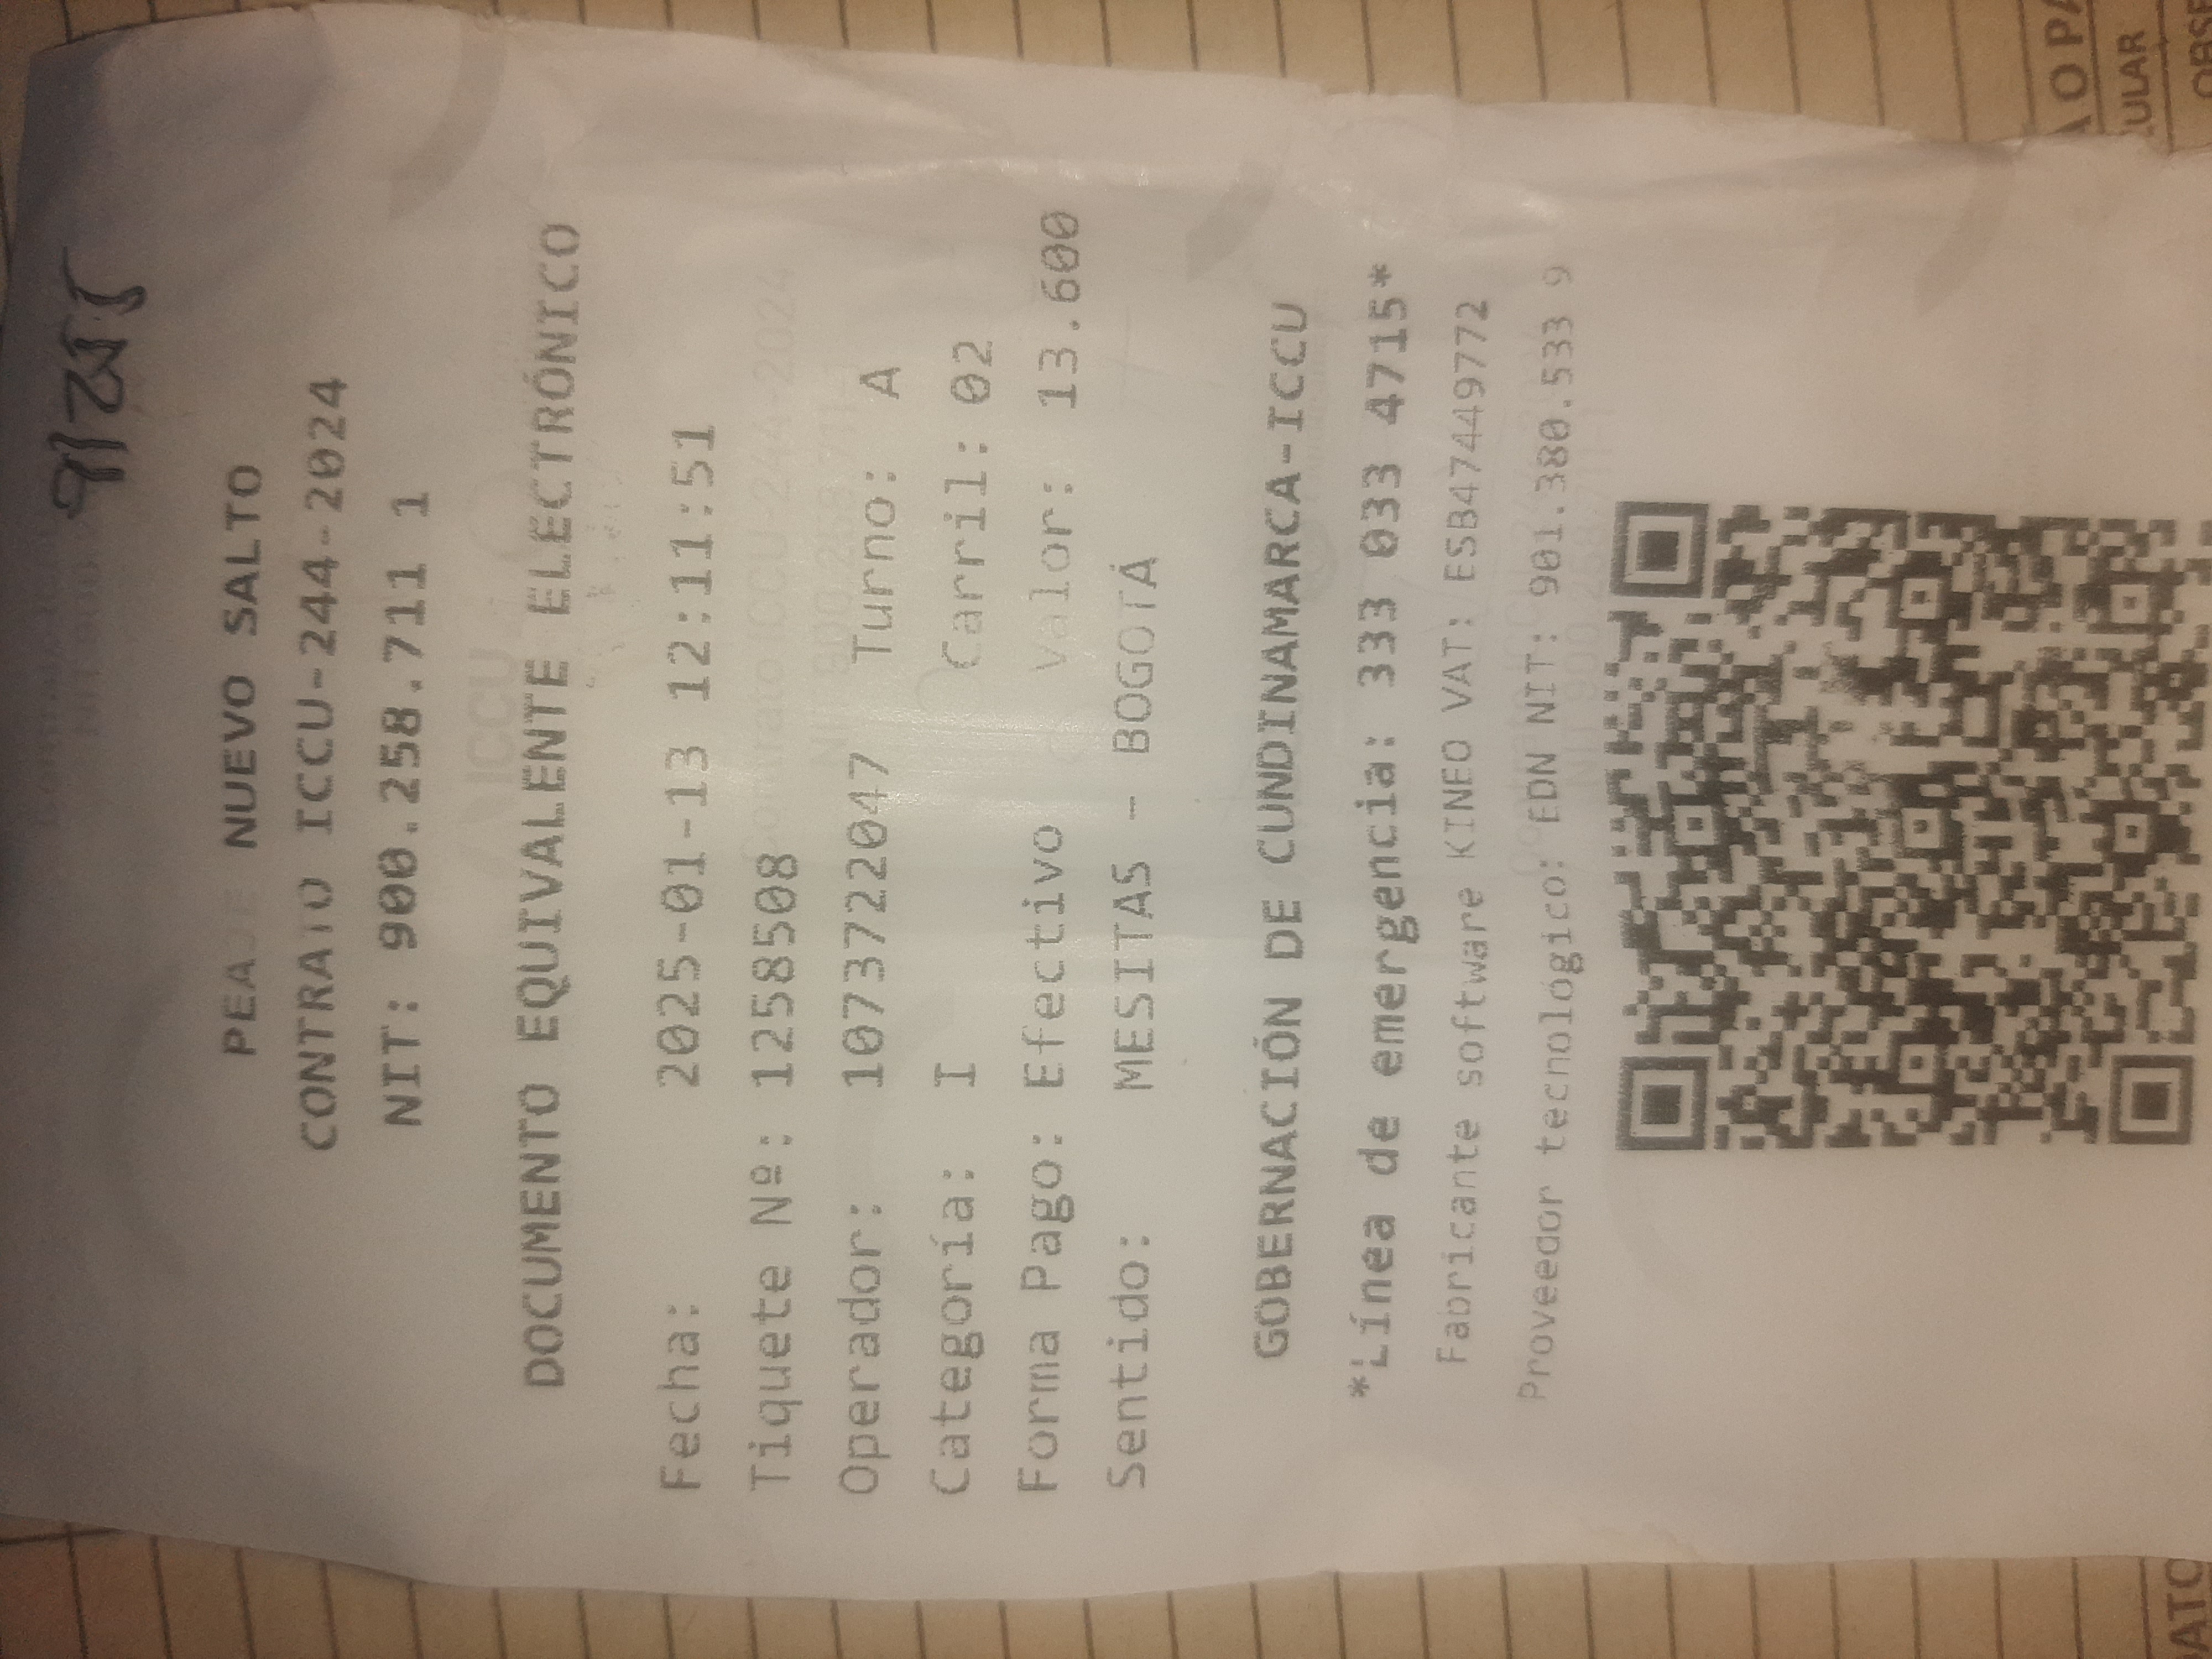 PEAJE NUEVO SALTO
CONTRATO ICCU-244-2024
NIT: 900.258.711 1
DOCUMENTO EQUIVALENTE ELECTRÓNICO
Fecha: 2025-01-13 12:11:51
Tiquete Nº: 1258508
Operador: 1073722047 Turno: A
Categoría: I Carril: 02
Forma Pago: Efectivo Valor: 13.600
Sentido: MESITAS - BOGOTÁ
GOBERNACIÓN DE CUNDINAMARCA-ICCU
*Línea de emergencia: 333 033 4715*
Fabricante software KINEO VAT: ESB47449772
Proveedor tecnológico: EDN NIT: 901.380.533 9